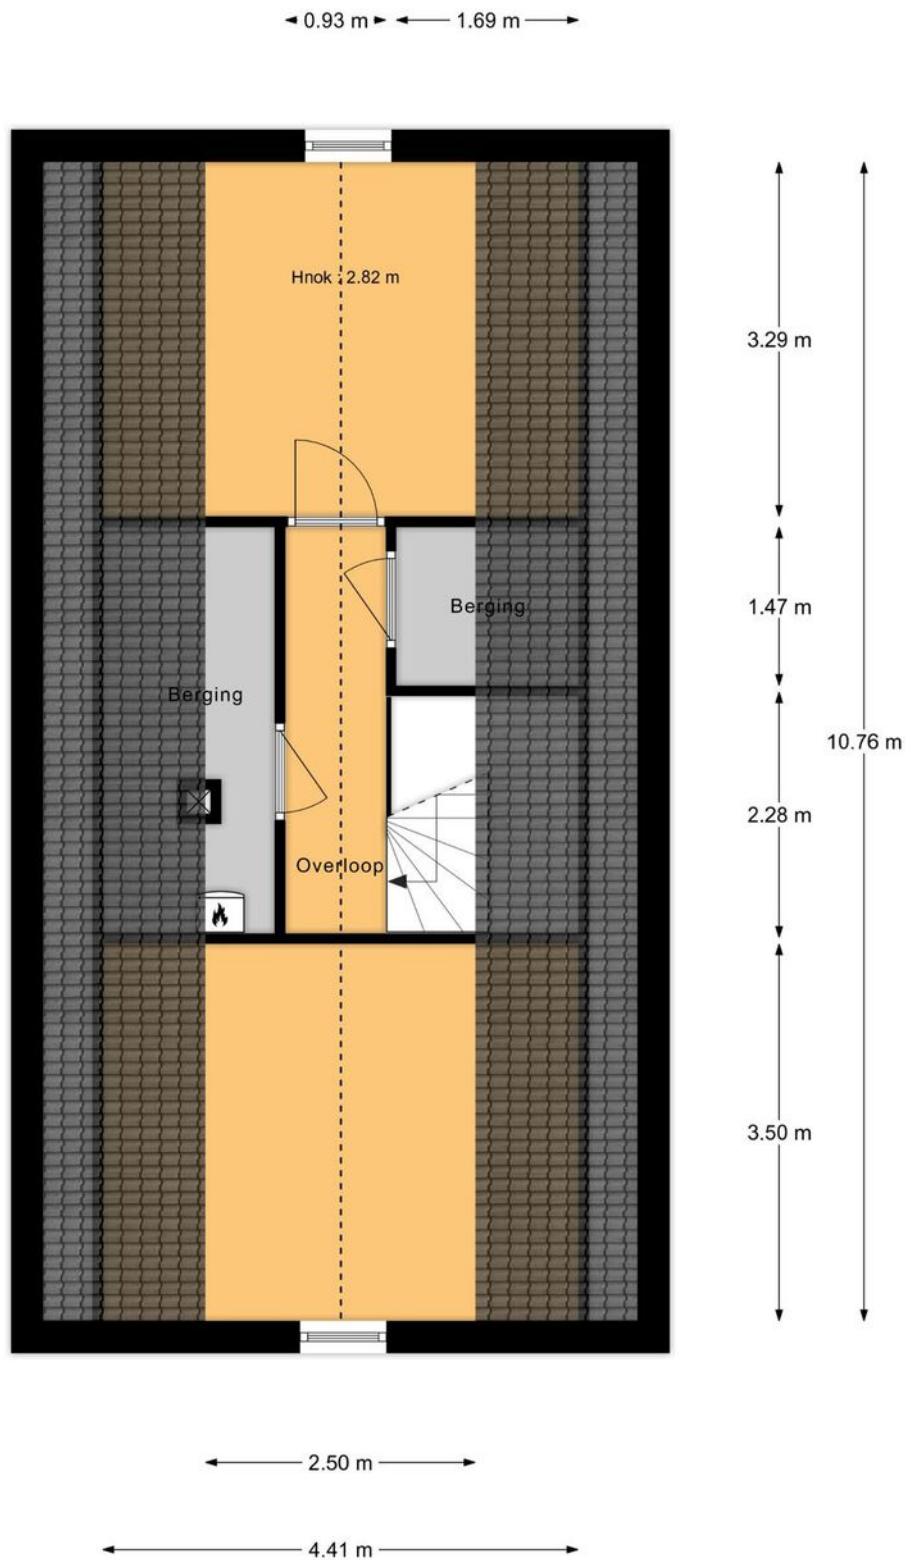 0.93 m
1.69 m
Hnok : 2.82 m
3.29 m
Berging
1.47 m
Berging
10.76 m
2.28 m
Overloop
3.50 m
2.50 m
4.41 m